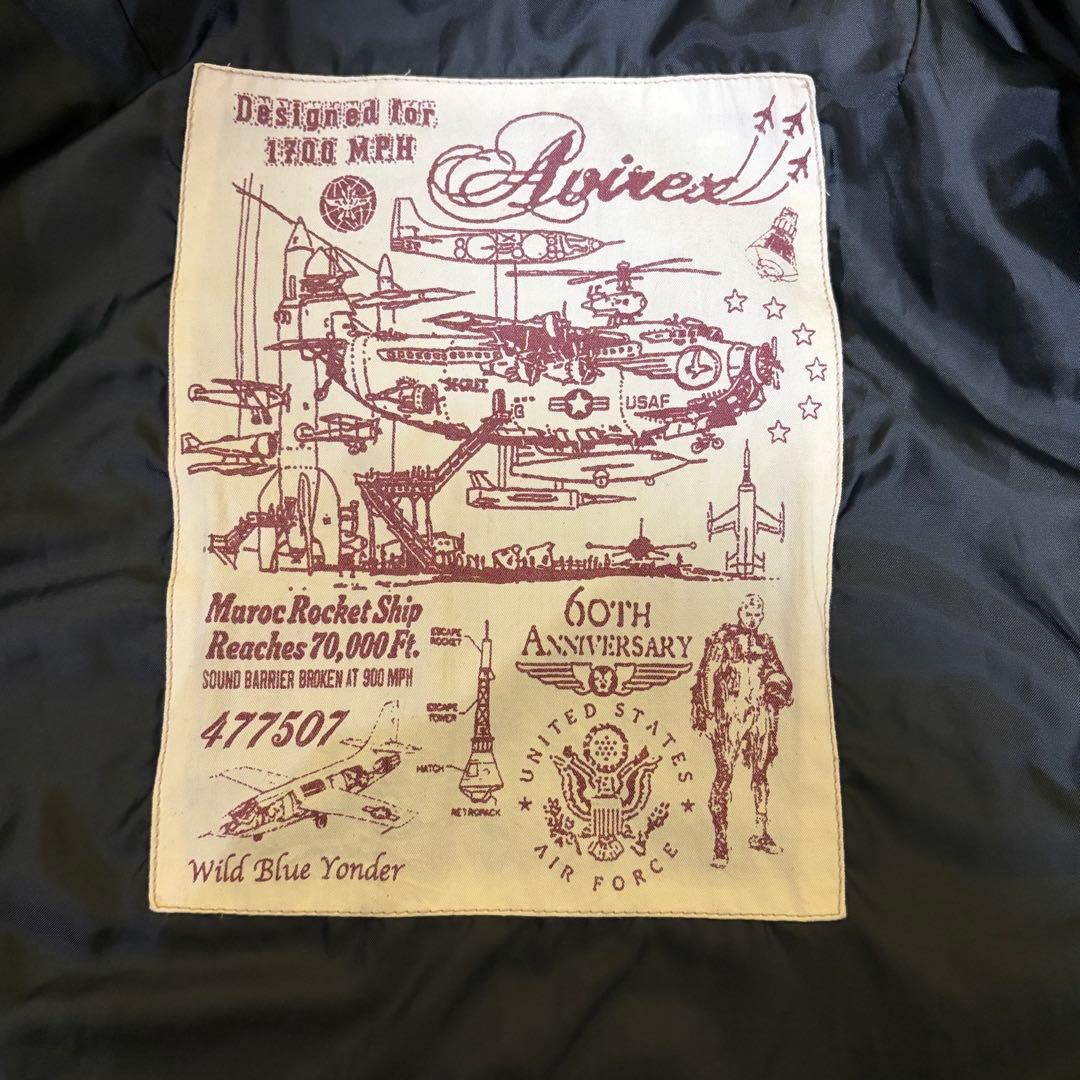 Designed for
1700 MPH
Avirex
SECRET
USAF
Maroc Rocket Ship
Reaches 70,000 Ft.
SOUND BARRIER BROKEN AT 900 MPH
477507
Wild Blue Yonder
ESCAPE
ROCKET
ESCAPE
TOWER
HATCH
RETROPACK
60TH
ANNIVERSARY
UNITED STATES
AIR FORCE